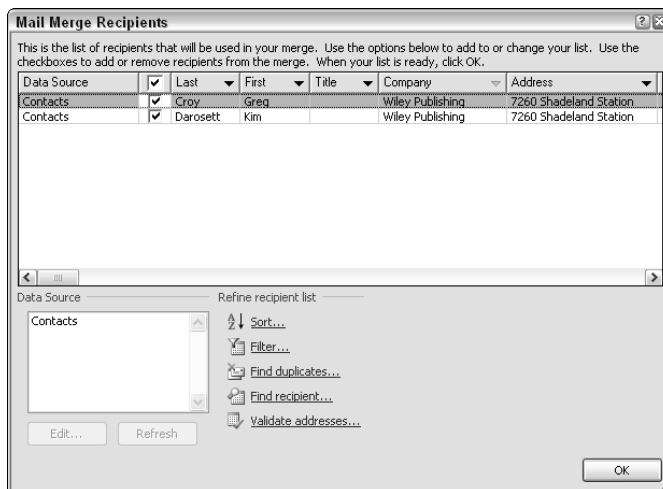 Mail Merge Recipients
This is the list of recipients that will be used in your merge. Use the options below to add to or change your list. Use the
checkboxes to add or remove recipients from the merge. When your list is ready, click OK.
Data Source Last First Title Company Address
Contacts Croy Greg Wiley Publishing 7260 Shadeland Station
Contacts Darosett Kim Wiley Publishing 7260 Shadeland Station
Data Source Refine recipient list
Contacts
Sort...
Filter...
Find duplicates...
Find recipient...
Validate addresses...
Edit... Refresh
OK